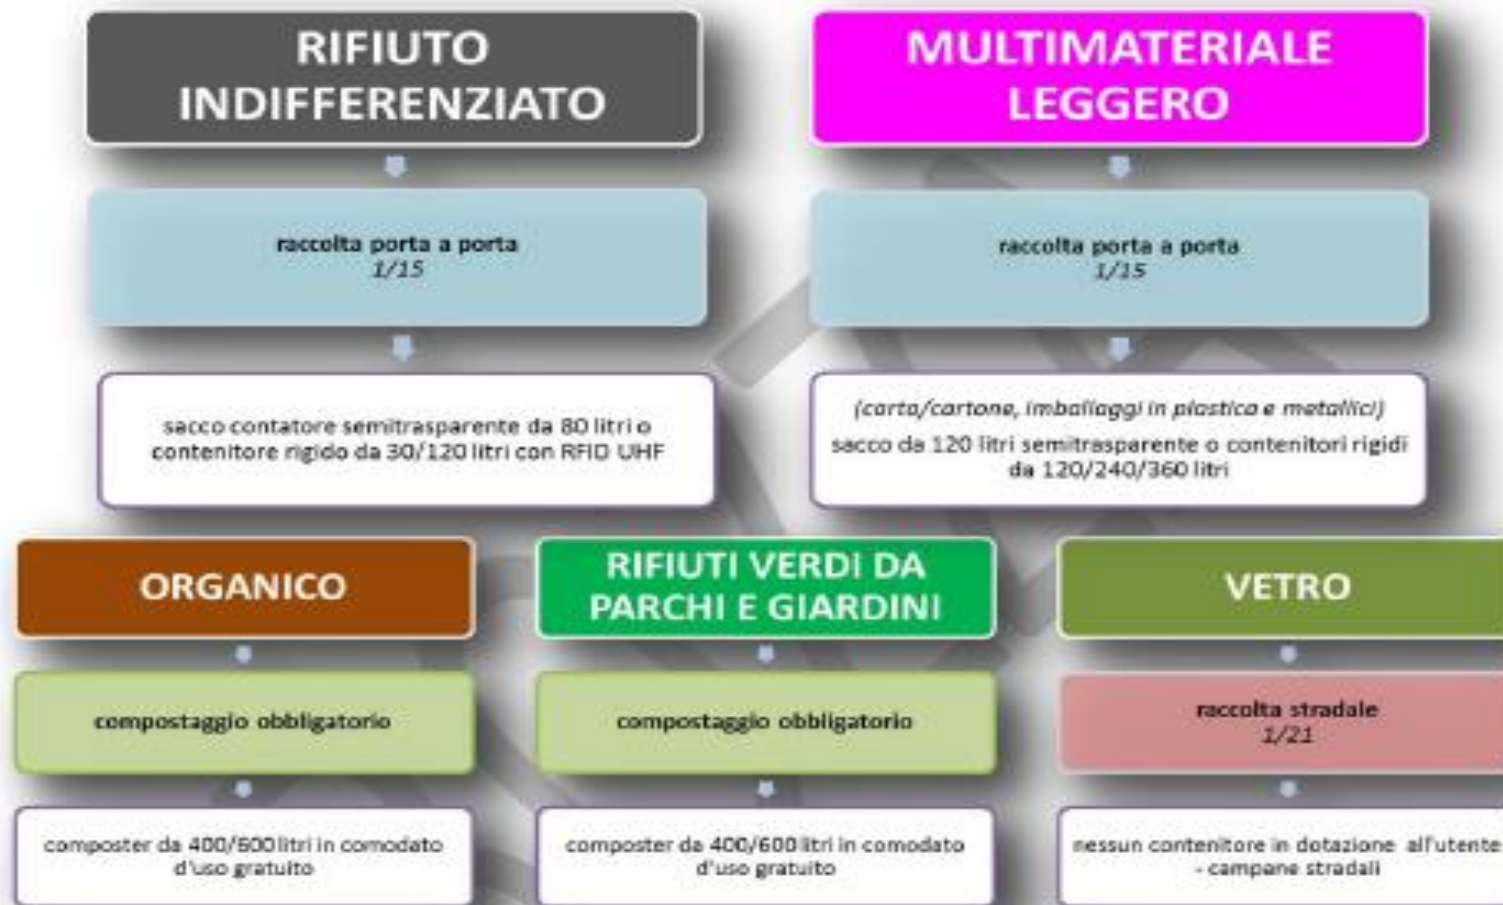 RIFIUTO
INDIFFERENZIATO
raccolta porta a porta
1/15
sacco contatore semitrasparente da 80 litri o
contenitore rigido da 30/120 litri con RFID UHF
MULTIMATERIALE
LEGGERO
raccolta porta a porta
1/15
(carta/cartone, imballaggi in plastica e metallici)
sacco da 120 litri semitrasparente o contenitori rigidi
da 120/240/360 litri
ORGANICO
compostaggio obbligatorio
composter da 400/600 litri in comodato
d'uso gratuito
RIFIUTI VERDI DA
PARCHI E GIARDINI
compostaggio obbligatorio
composter da 400/600 litri in comodato
d'uso gratuito
VETRO
raccolta stradale
1/21
nessun contenitore in dotazione all'utente
- campane stradali